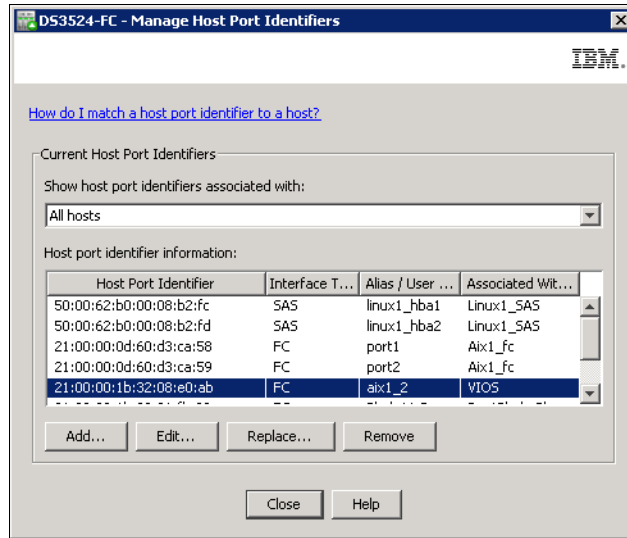 DS3524-FC - Manage Host Port Identifiers
IBM.
How do I match a host port identifier to a host?
Current Host Port Identifiers
Show host port identifiers associated with:
All hosts
Host port identifier information:
Host Port Identifier Interface T... Alias / User ... Associated Wit...
50:00:62:b0:00:08:b2:fc SAS linux1_hba1 Linux1_SAS
50:00:62:b0:00:08:b2:fd SAS linux1_hba2 Linux1_SAS
21:00:00:0d:60:d3:ca:58 FC port1 Aix1_fc
21:00:00:0d:60:d3:ca:59 FC port2 Aix1_fc
21:00:00:1b:32:08:e0:ab FC aix1_2 VIOS
Add... Edit... Replace... Remove
Close Help